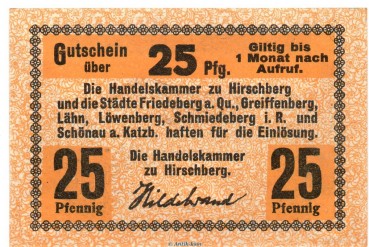 Gutschein über 25 Pfg. Giltig bis 1 Monat nach Aufruf.
Die Handelskammer zu Hirschberg
und die Städte Friedeberg a. Qu., Greiffenberg,
Lähn, Löwenberg, Schmiedeberg i. R. und
Schönau a. Katzb. haften für die Einlösung.
Die Handelskammer
zu Hirschberg.
25 Pfennig
Hildebrand
25 Pfennig